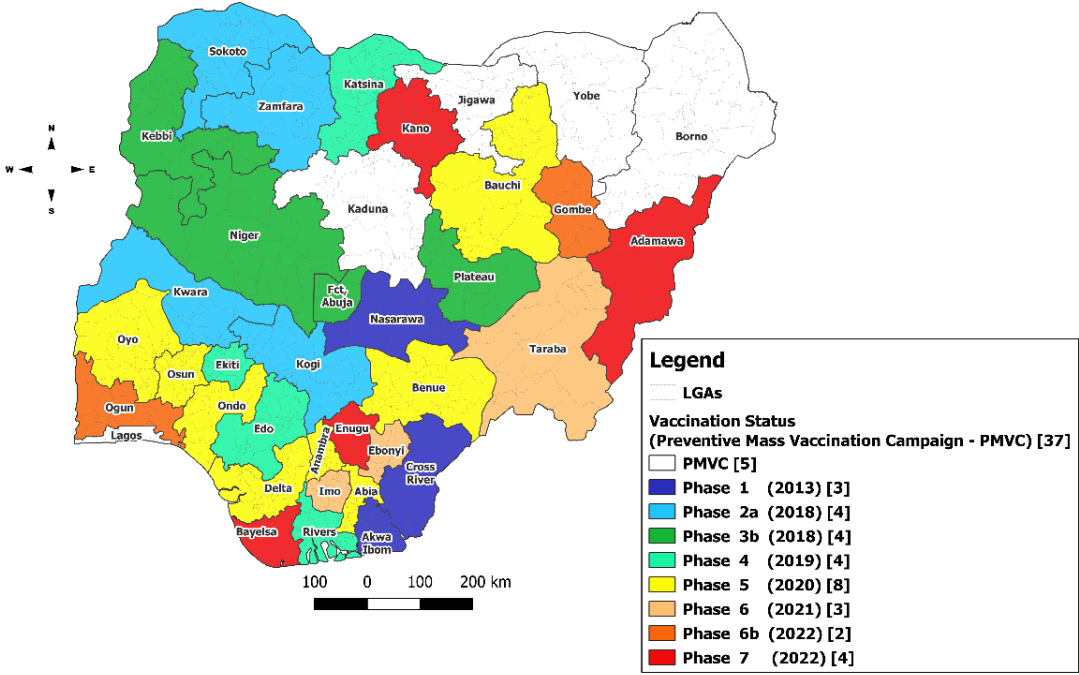 Sokoto
Katsina
Yobe
Jigawa
Zamfara
Kano
Kebbi
Borno
N
W
E
S
Bauchi
Kaduna
Gombe
Niger
Adamawa
Plateau
Fct,
Abuja
Kwara
Nasarawa
Oyo
Taraba
Ekiti
Kogi
Osun
Benue
Ogun
Ondo
Lagos
Edo
Enugu
Anambra
Ebonyi
Cross
River
Delta
Imo
Abia
Bayelsa
Rivers
Akwa
Ibom
100 0 100 200 km
Legend
LGAs
Vaccination Status
(Preventive Mass Vaccination Campaign - PMVC) [37]
PMVC [5]
Phase 1 (2013) [3]
Phase 2a (2018) [4]
Phase 3b (2018) [4]
Phase 4 (2019) [4]
Phase 5 (2020) [8]
Phase 6 (2021) [3]
Phase 6b (2022) [2]
Phase 7 (2022) [4]